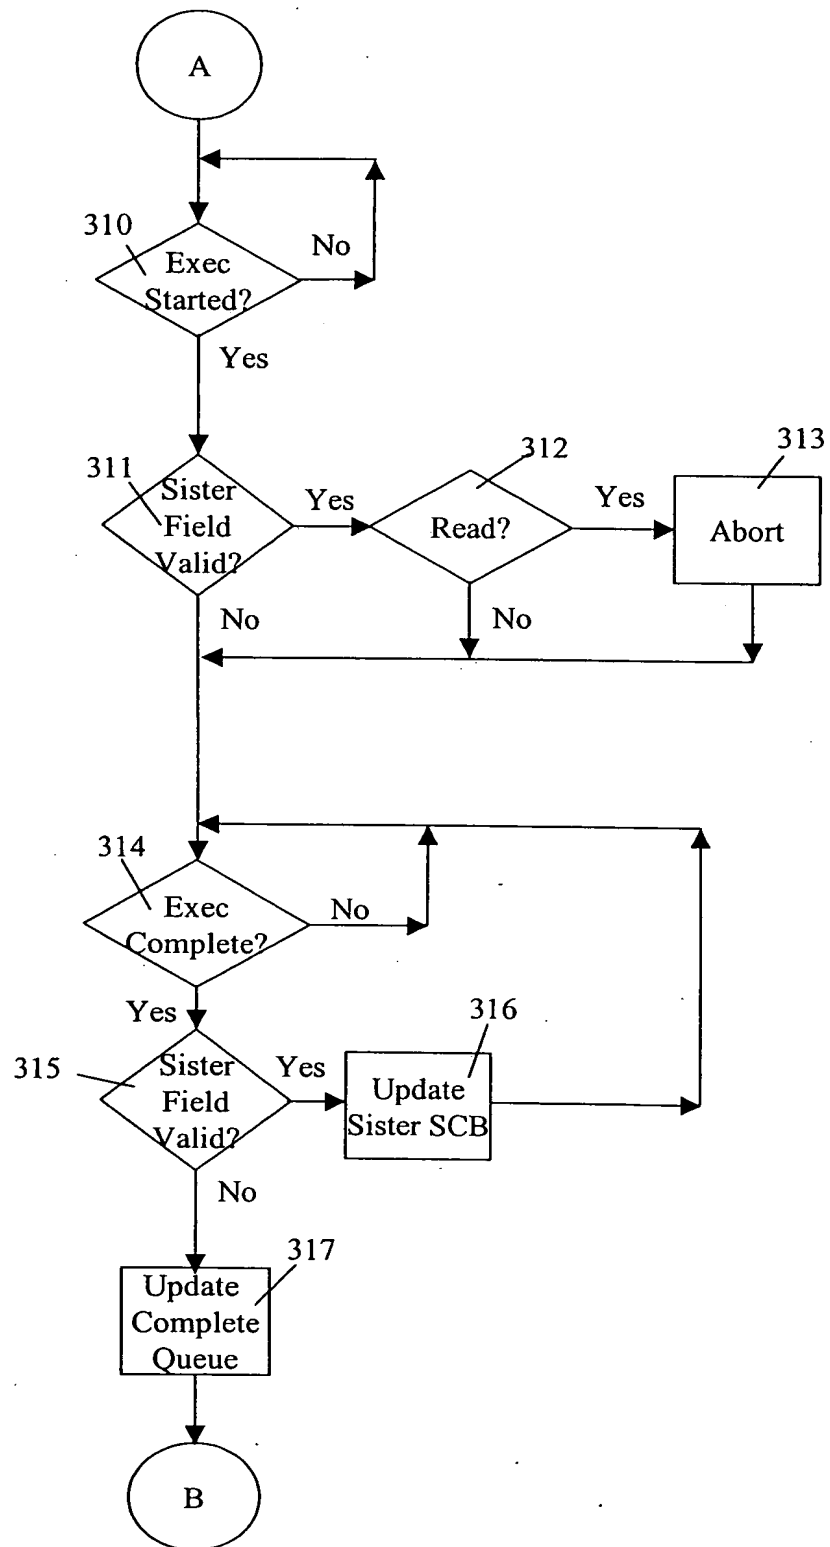 A
310
No
Exec
Started?
Yes
311
312
313
Sister
Field
Valid?
Yes
Read?
Yes
Abort
No
No
314
Exec
Complete?
No
Yes
315
316
Sister
Field
Valid?
Yes
Update
Sister SCB
No
317
Update
Complete
Queue
B